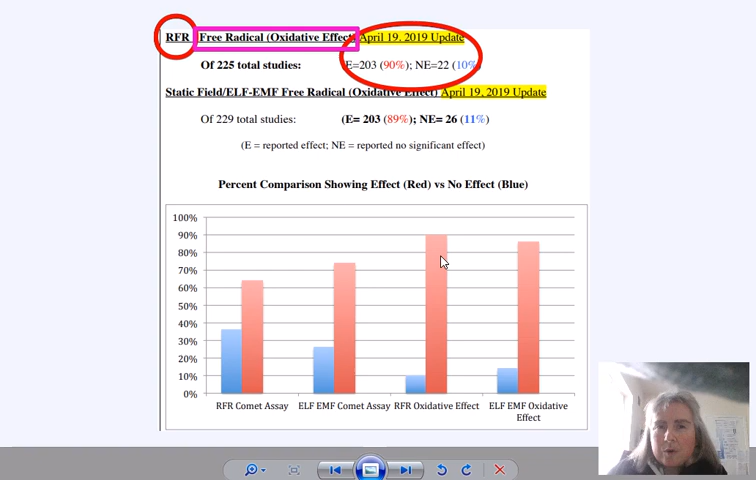 RFR Free Radical (Oxidative Effect) April 19, 2019 Update
Of 225 total studies: E=203 (90%); NE=22 (10%)
Static Field/ELF-EMF Free Radical (Oxidative Effect) April 19, 2019 Update
Of 229 total studies: (E= 203 (89%); NE= 26 (11%)
(E = reported effect; NE = reported no significant effect)
Percent Comparison Showing Effect (Red) vs No Effect (Blue)
100%
90%
80%
70%
60%
50%
40%
30%
20%
10%
0%
RFR Comet Assay ELF EMF Comet Assay RFR Oxidative Effect ELF EMF Oxidative
Effect